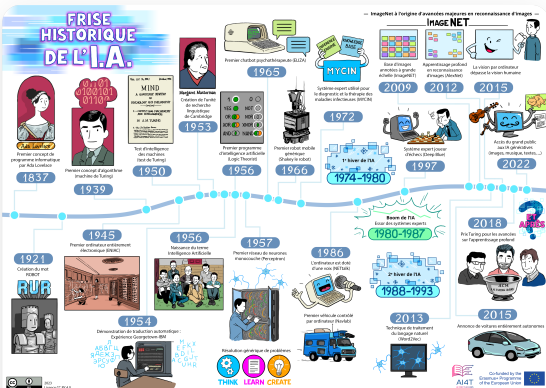 FRISE
HISTORIQUE
DE L'I.A.
Ada Lovelace
Premier concept de
programme informatique
par Ada Lovelace
1837
Premier concept d'algorithme
(machine de Turing)
1939
MIND
Test d'intelligence
des machines
(test de Turing)
1950
Margaret Masterman
Création de l'unité
de recherche
linguistique
de Cambridge
1953
Premier chatbot psychothérapeute (ELIZA)
1965
YES
NOT
NO
OR
NOR
AND
NAND
Premier programme
d'intelligence artificielle
(Logic Theorist)
1956
Premier robot mobile
générique
(Shakey le robot)
1966
MYCIN
Système expert utilisé pour
le diagnostic et la thérapie des
maladies infectieuses (MYCIN)
1972
1er hiver de l'IA
1974-1980
— ImageNet à l'origine d'avancées majeures en reconnaissance d'images —
IMAGENET
Base d'images
annotées à grande
échelle (ImageNET)
2009
Apprentissage profond
en reconnaissance
d'images (AlexNet)
2012
La vision par ordinateur
dépasse la vision humaine
2015
Système expert joueur
d'échecs (Deep Blue)
1997
Accès du grand public
aux IA génératives
(images, musique, textes, ...)
2022
ET
APRÈS
?
1921
Création du mot
ROBOT
RUR
1945
Premier ordinateur entièrement
électronique (ENIAC)
1954
Démonstration de traduction automatique :
Expérience Georgetown-IBM
1956
Naissance du terme
Intelligence Artificielle
1957
Premier réseau de neurones
monocouche (Perceptron)
Résolution générique de problèmes
THINK
LEARN
CREATE
1986
L'ordinateur est doté
d'une voix (NETtalk)
Premier véhicule contrôlé
par ordinateur (Navlab)
Boom de l'IA
Essor des systèmes experts
1980-1987
2e hiver de l'IA
1988-1993
2013
Technique de traitement
du langage naturel
(Word2Vec)
2018
Prix Turing pour les avancées
sur l'apprentissage profond
ACM
2015
Annonce de voitures entièrement autonomes
AI4T
Co-funded by the
Erasmus+ Programme
of the European Union